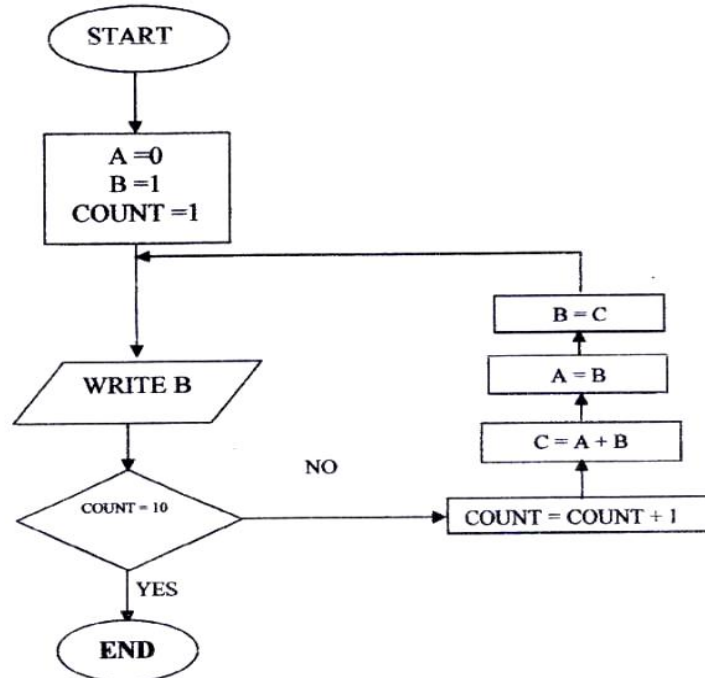 START
A =0
B =1
COUNT =1
WRITE B
COUNT = 10
NO
COUNT = COUNT + 1
C = A + B
A = B
B = C
YES
END